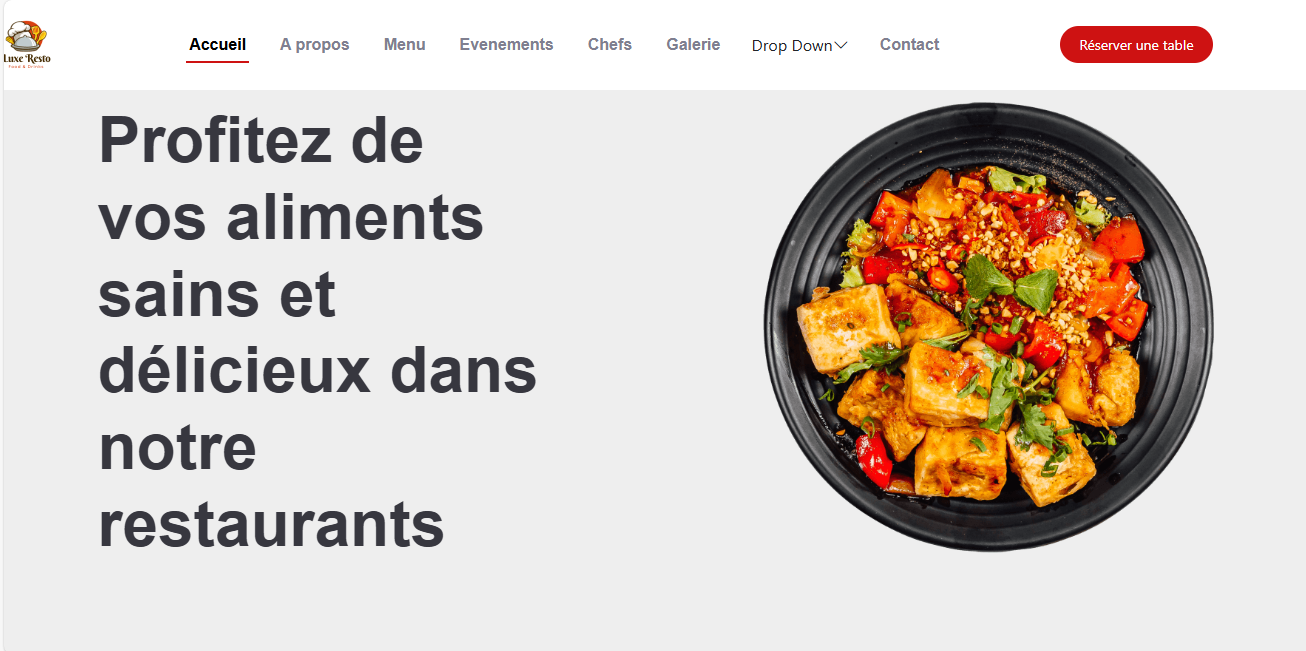 Luxe Resto
Food & Drinks
Accueil
A propos
Menu
Evenements
Chefs
Galerie
Drop Down
Contact
Réserver une table
Profitez de
vos aliments
sains et
délicieux dans
notre
restaurants